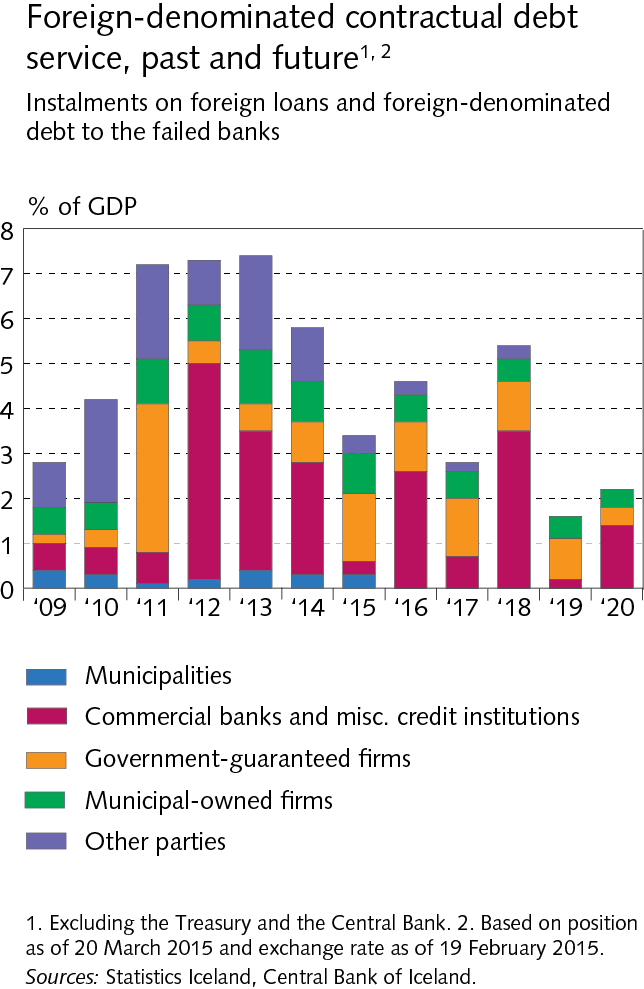 Foreign-denominated contractual debt
service, past and future¹, ²
Instalments on foreign loans and foreign-denominated
debt to the failed banks
% of GDP
8
7
6
5
4
3
2
1
0
‘09 ‘10 ‘11 ‘12 ‘13 ‘14 ‘15 ‘16 ‘17 ‘18 ‘19 ‘20
Municipalities
Commercial banks and misc. credit institutions
Government-guaranteed firms
Municipal-owned firms
Other parties
1. Excluding the Treasury and the Central Bank. 2. Based on position
as of 20 March 2015 and exchange rate as of 19 February 2015.
Sources: Statistics Iceland, Central Bank of Iceland.